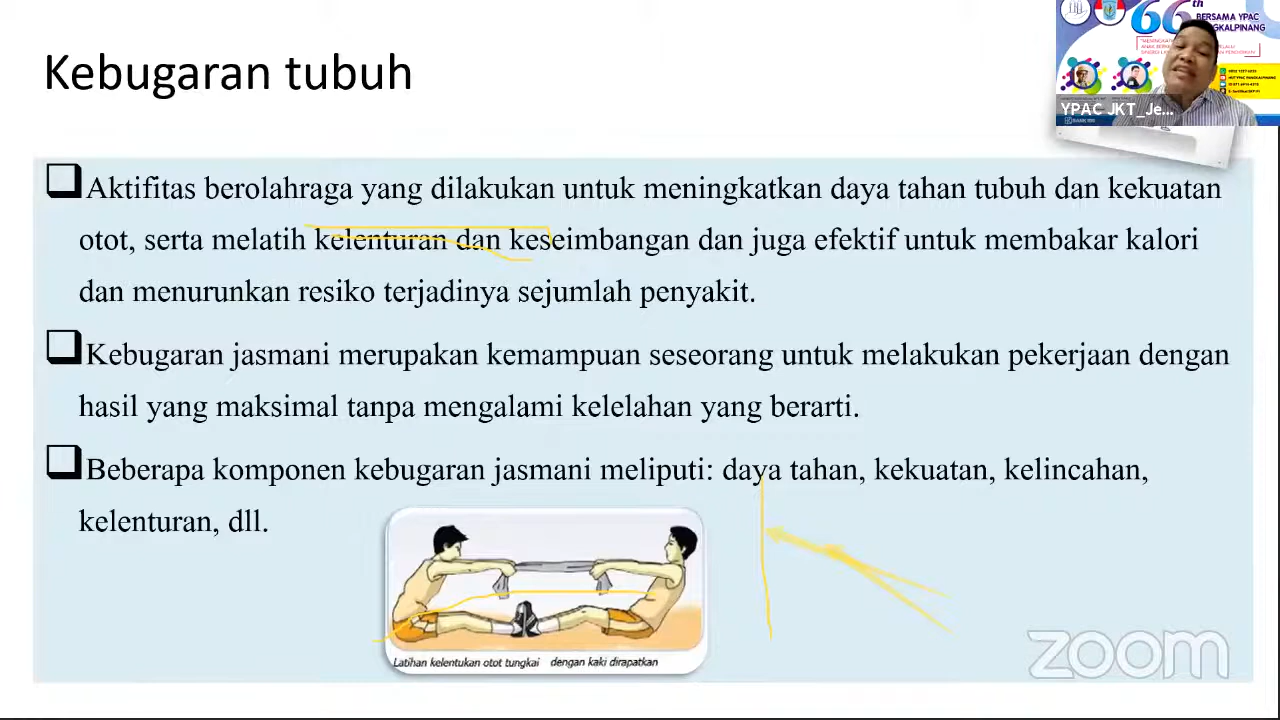 Kebugaran tubuh
66th
BERSAMA YPAC
YPAC JKT_Je...
Aktifitas berolahraga yang dilakukan untuk meningkatkan daya tahan tubuh dan kekuatan
otot, serta melatih kelenturan dan keseimbangan dan juga efektif untuk membakar kalori
dan menurunkan resiko terjadinya sejumlah penyakit.
Kebugaran jasmani merupakan kemampuan seseorang untuk melakukan pekerjaan dengan
hasil yang maksimal tanpa mengalami kelelahan yang berarti.
Beberapa komponen kebugaran jasmani meliputi: daya tahan, kekuatan, kelincahan,
kelenturan, dll.
Latihan kelentukan otot tungkai dengan kaki dirapatkan
zoom